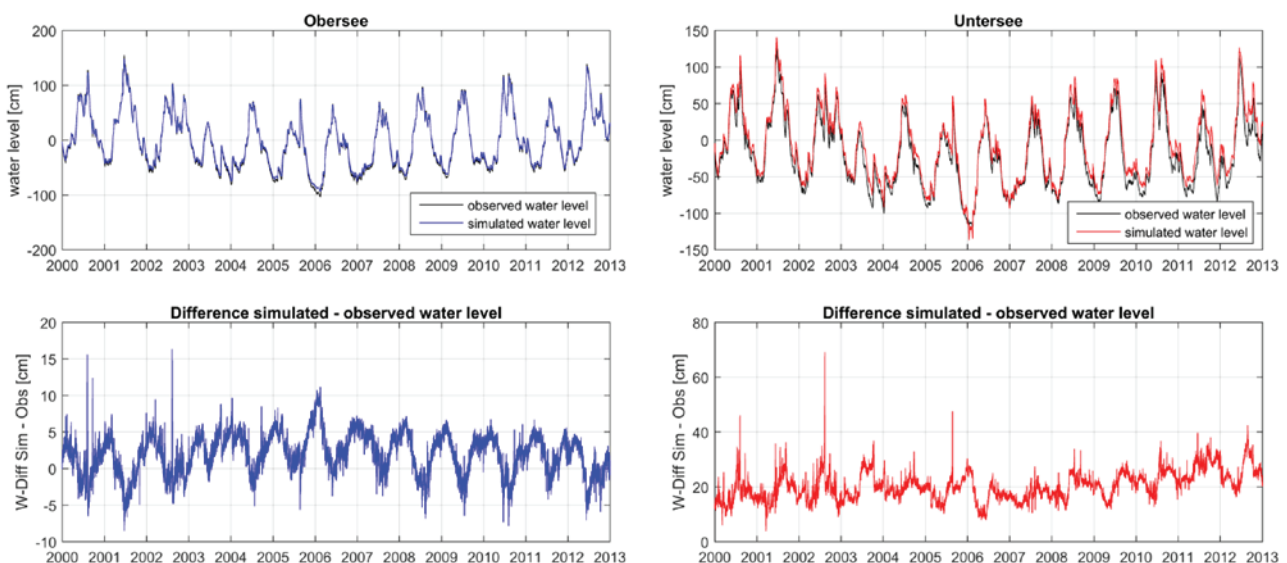 Obersee
200
100
0
-100
-200
water level [cm]
observed water level
simulated water level
2000 2001 2002 2003 2004 2005 2006 2007 2008 2009 2010 2011 2012 2013
Untersee
150
100
50
0
-50
-100
-150
water level [cm]
observed water level
simulated water level
2000 2001 2002 2003 2004 2005 2006 2007 2008 2009 2010 2011 2012 2013
Difference simulated - observed water level
20
15
10
5
0
-5
-10
W-Diff Sim - Obs [cm]
2000 2001 2002 2003 2004 2005 2006 2007 2008 2009 2010 2011 2012 2013
Difference simulated - observed water level
80
60
40
20
0
W-Diff Sim - Obs [cm]
2000 2001 2002 2003 2004 2005 2006 2007 2008 2009 2010 2011 2012 2013